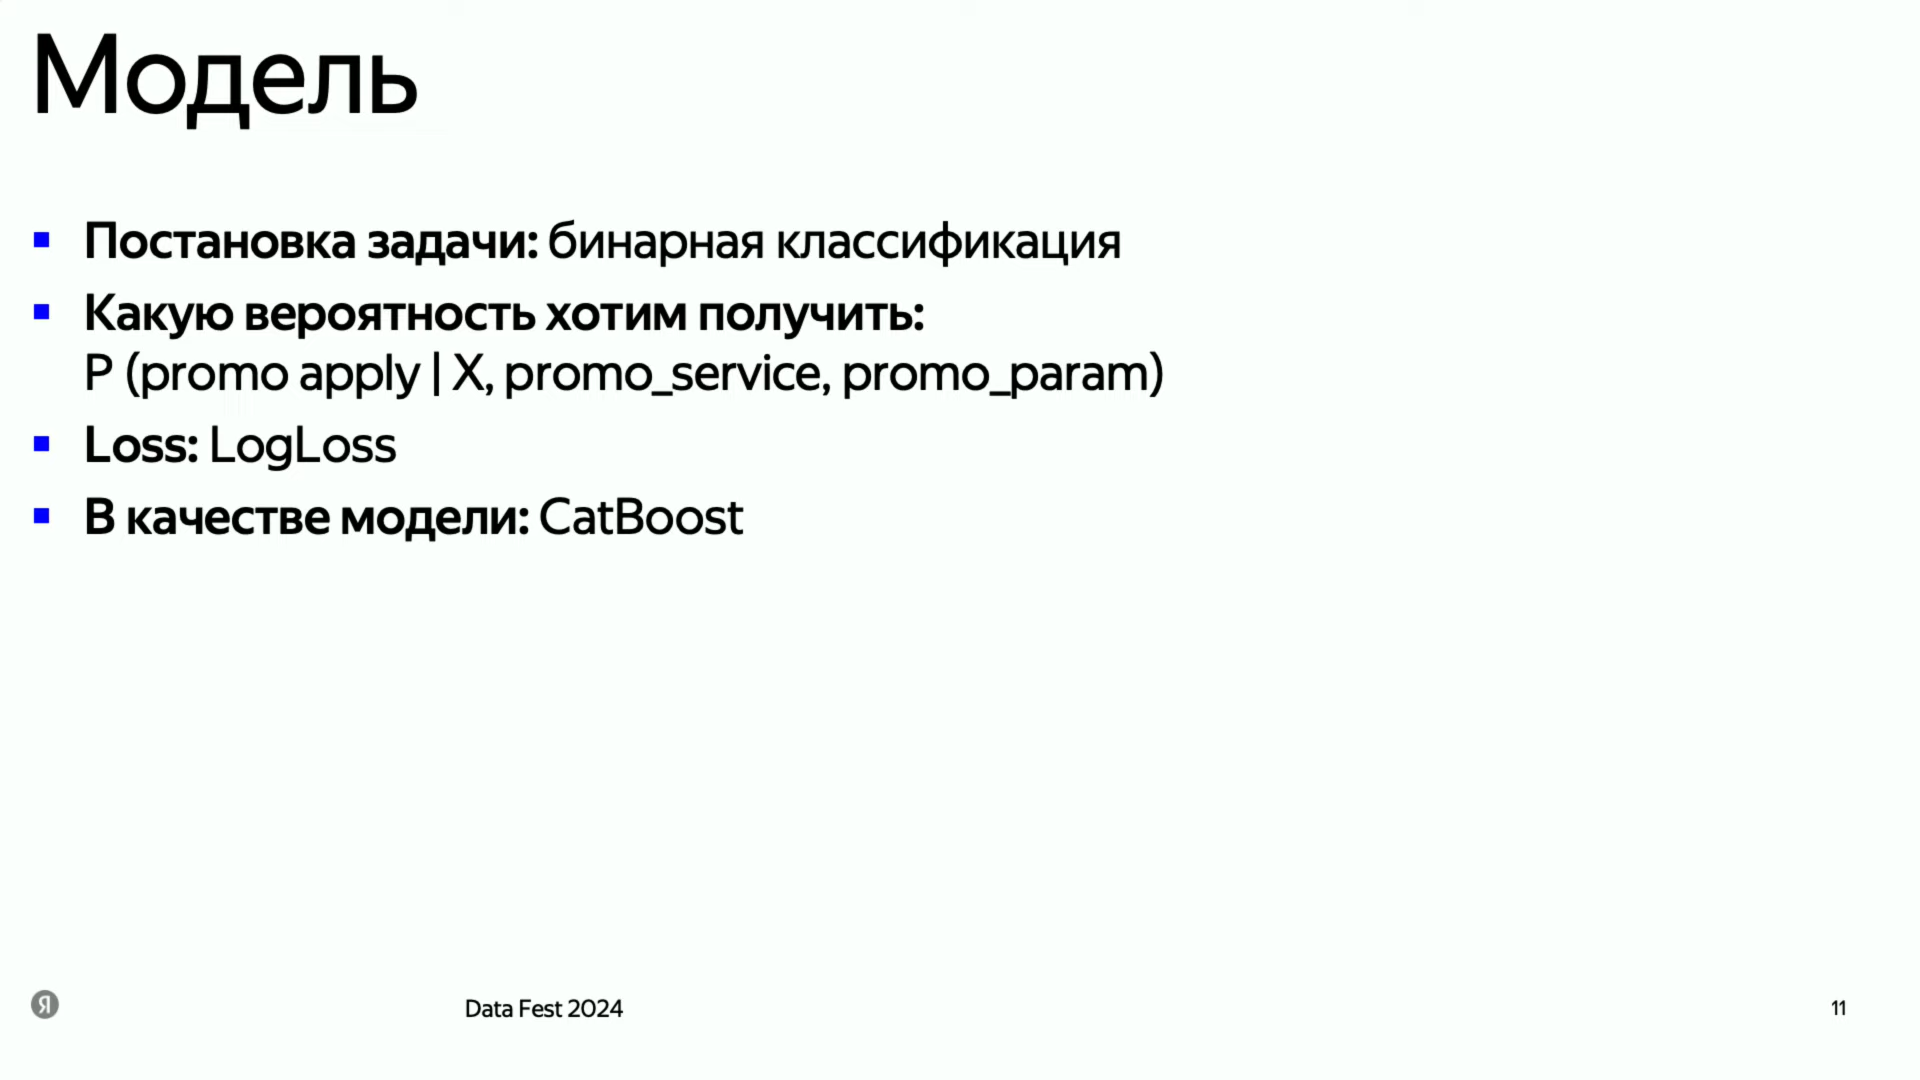 Модель
Постановка задачи: бинарная классификация
Какую вероятность хотим получить:
P (promo apply | X, promo_service, promo_param)
Loss: LogLoss
В качестве модели: CatBoost
Я
Data Fest 2024
11